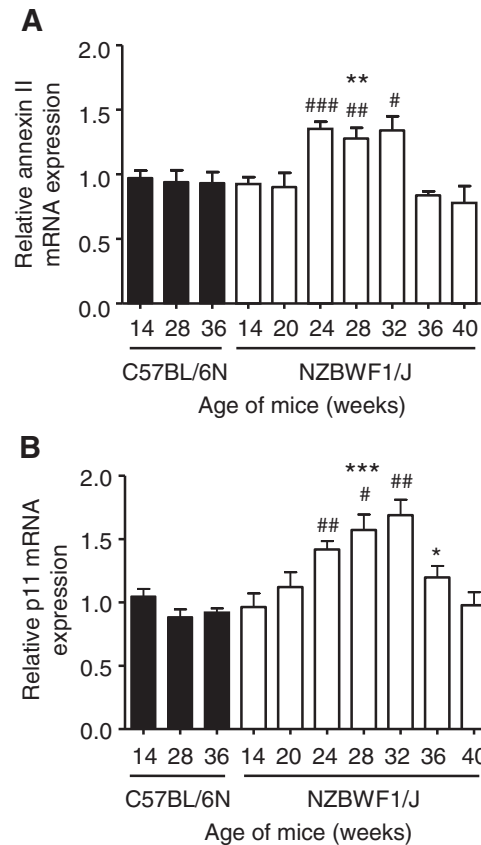 A
Relative annexin II
mRNA expression
2.0
1.5
1.0
0.5
0.0
###
**
##
#
14 28 36 14 20 24 28 32 36 40
C57BL/6N NZBWF1/J
Age of mice (weeks)
B
Relative p11 mRNA
expression
2.0
1.5
1.0
0.5
0.0
##
***
#
##
*
14 28 36 14 20 24 28 32 36 40
C57BL/6N NZBWF1/J
Age of mice (weeks)